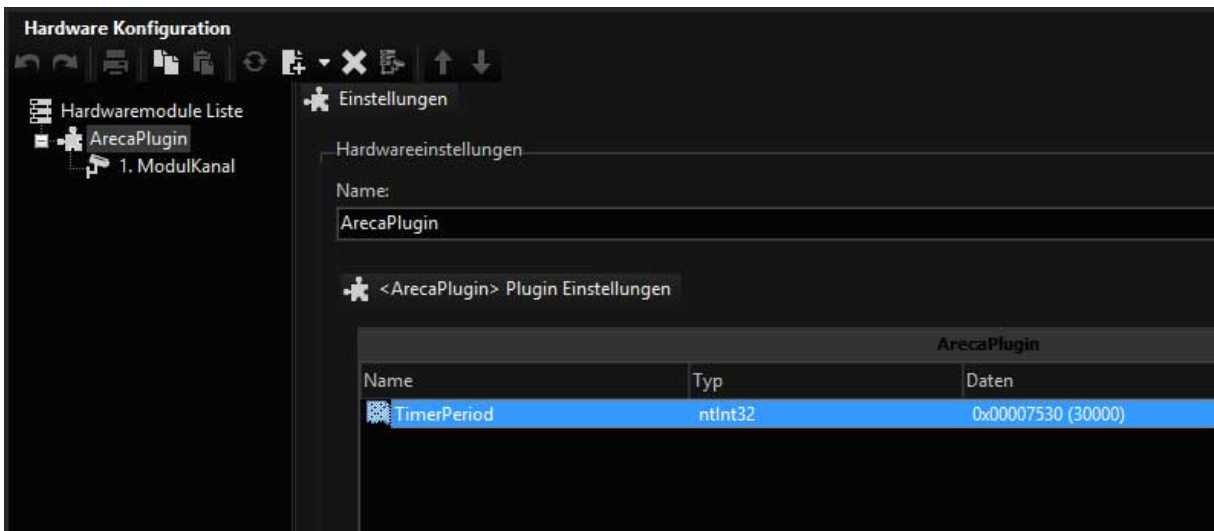 Hardware Konfiguration
Hardwaremodule Liste
ArecaPlugin
1. ModulKanal
Einstellungen
Hardwareeinstellungen
Name:
ArecaPlugin
<ArecaPlugin> Plugin Einstellungen
ArecaPlugin
Name Typ Daten
TimerPeriod ntInt32 0x00007530 (30000)